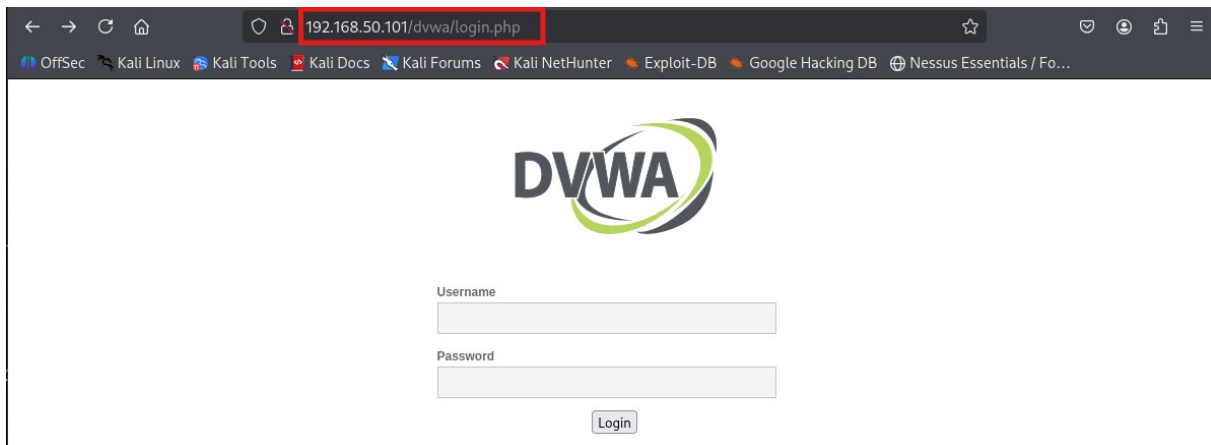 192.168.50.101/dvwa/login.php
OffSec Kali Linux Kali Tools Kali Docs Kali Forums Kali NetHunter Exploit-DB Google Hacking DB Nessus Essentials / Fo...
DVWA
Username
Password
Login